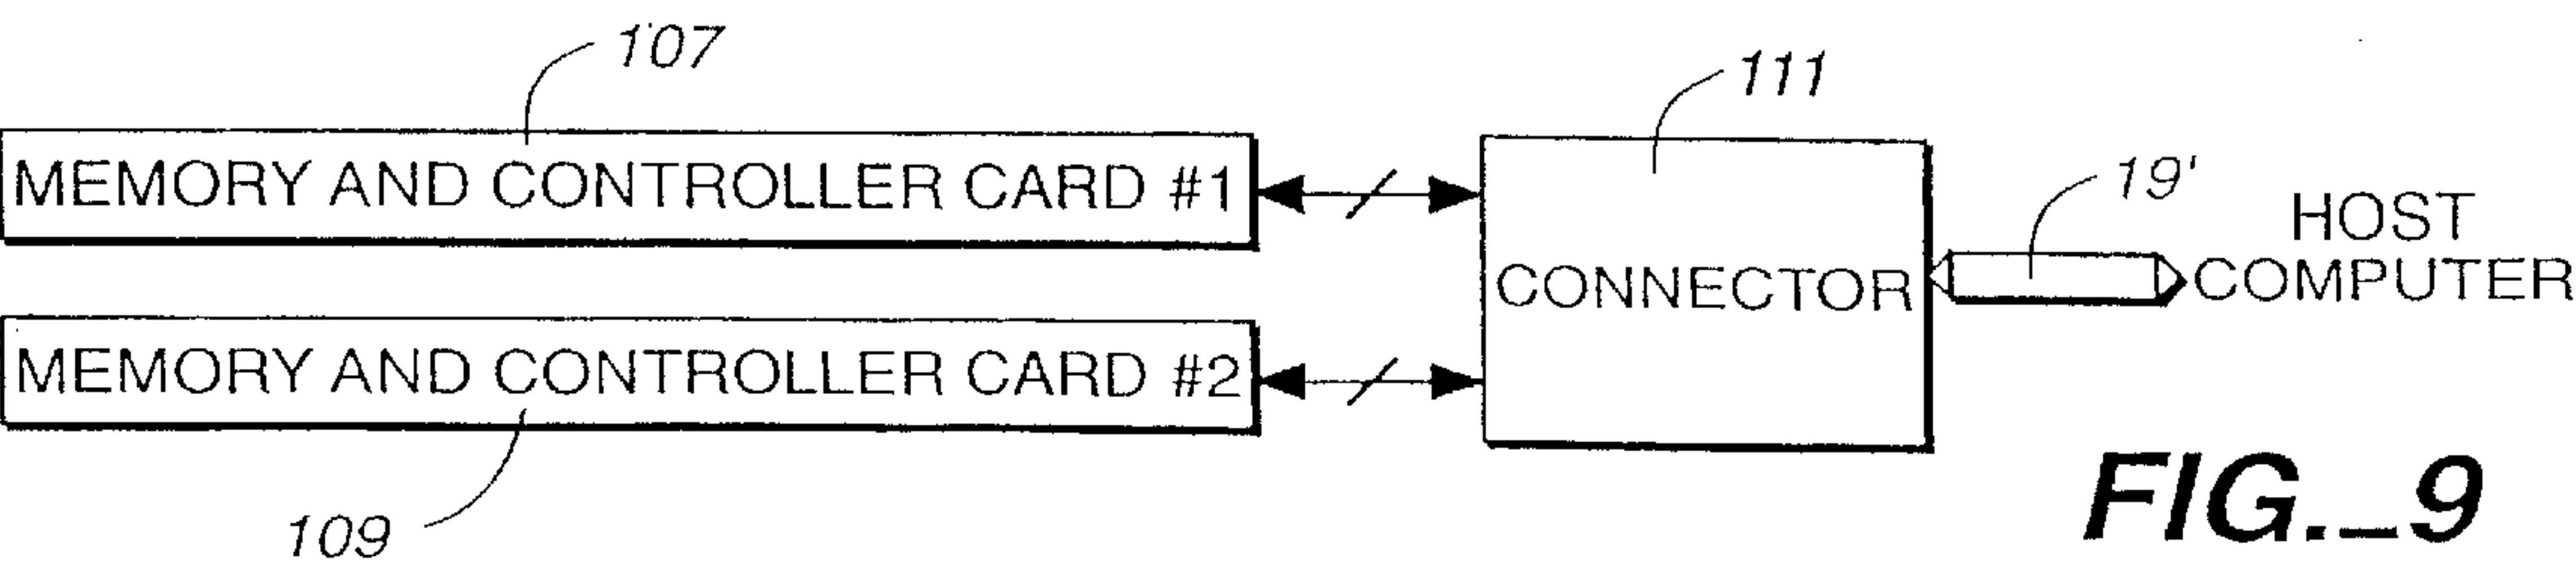 107
111
MEMORY AND CONTROLLER CARD #1
19'
HOST
COMPUTER
CONNECTOR
MEMORY AND CONTROLLER CARD #2
109
FIG._9